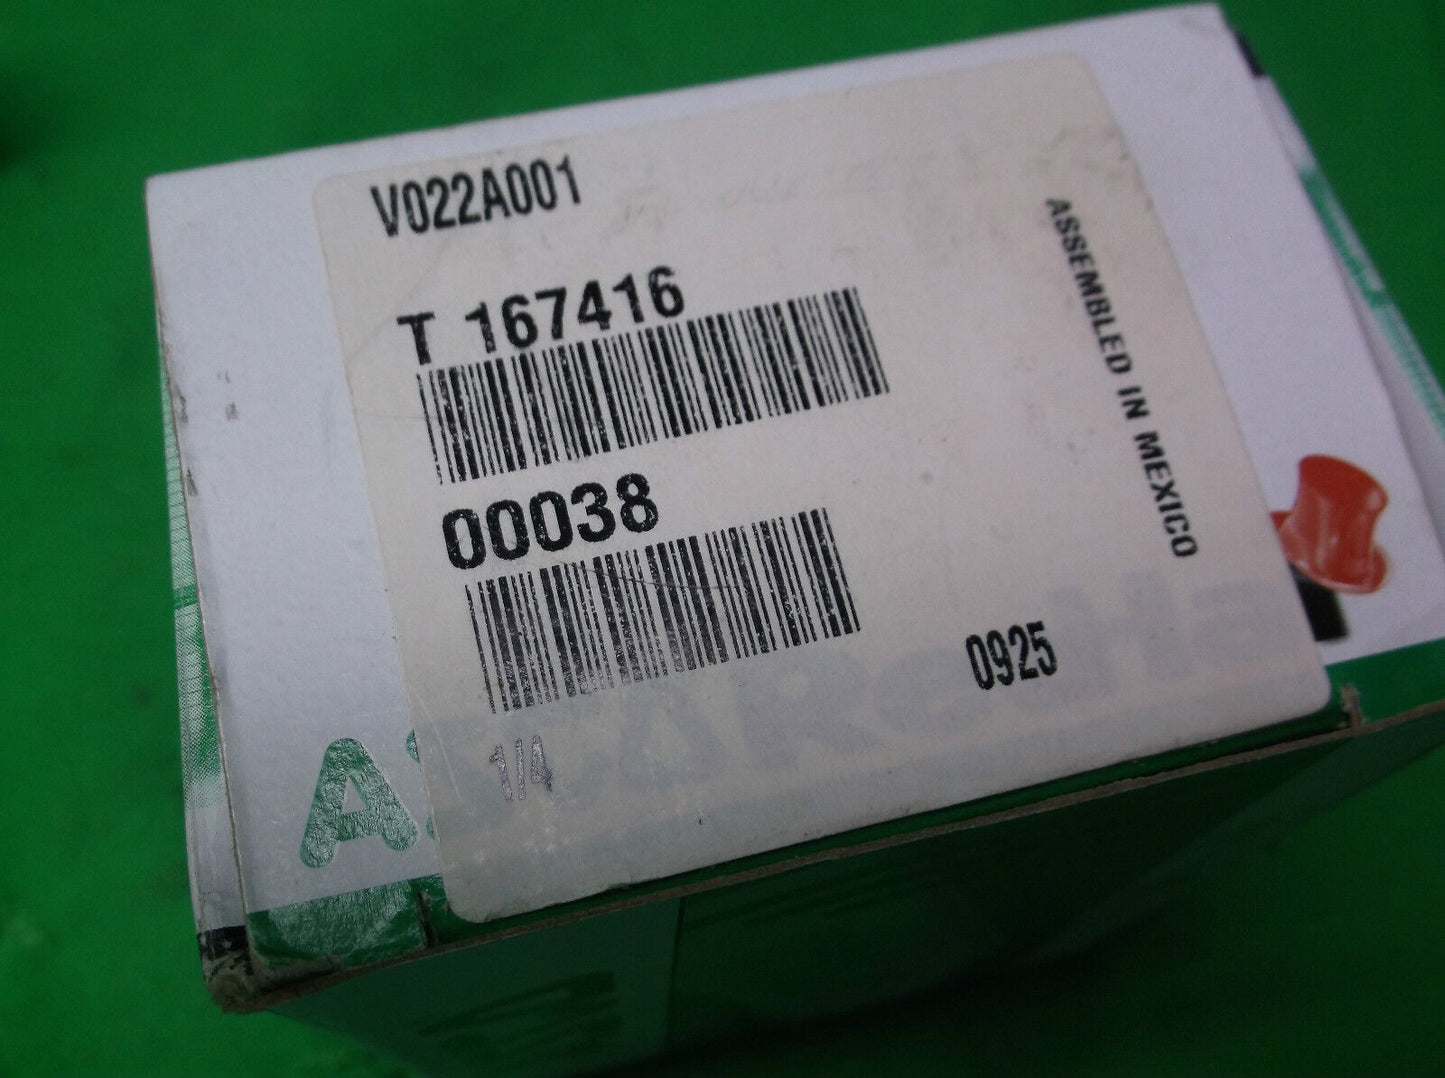 V022A001
T 167416
00038
1/4
0925
ASSEMBLED IN MEXICO